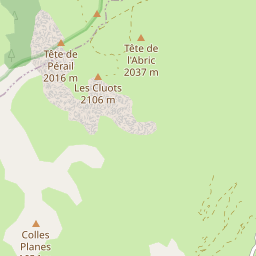 Tête de
Pérail
2016 m
Tête de
l'Abric
2037 m
Les Cluots
2106 m
Colles
Planes